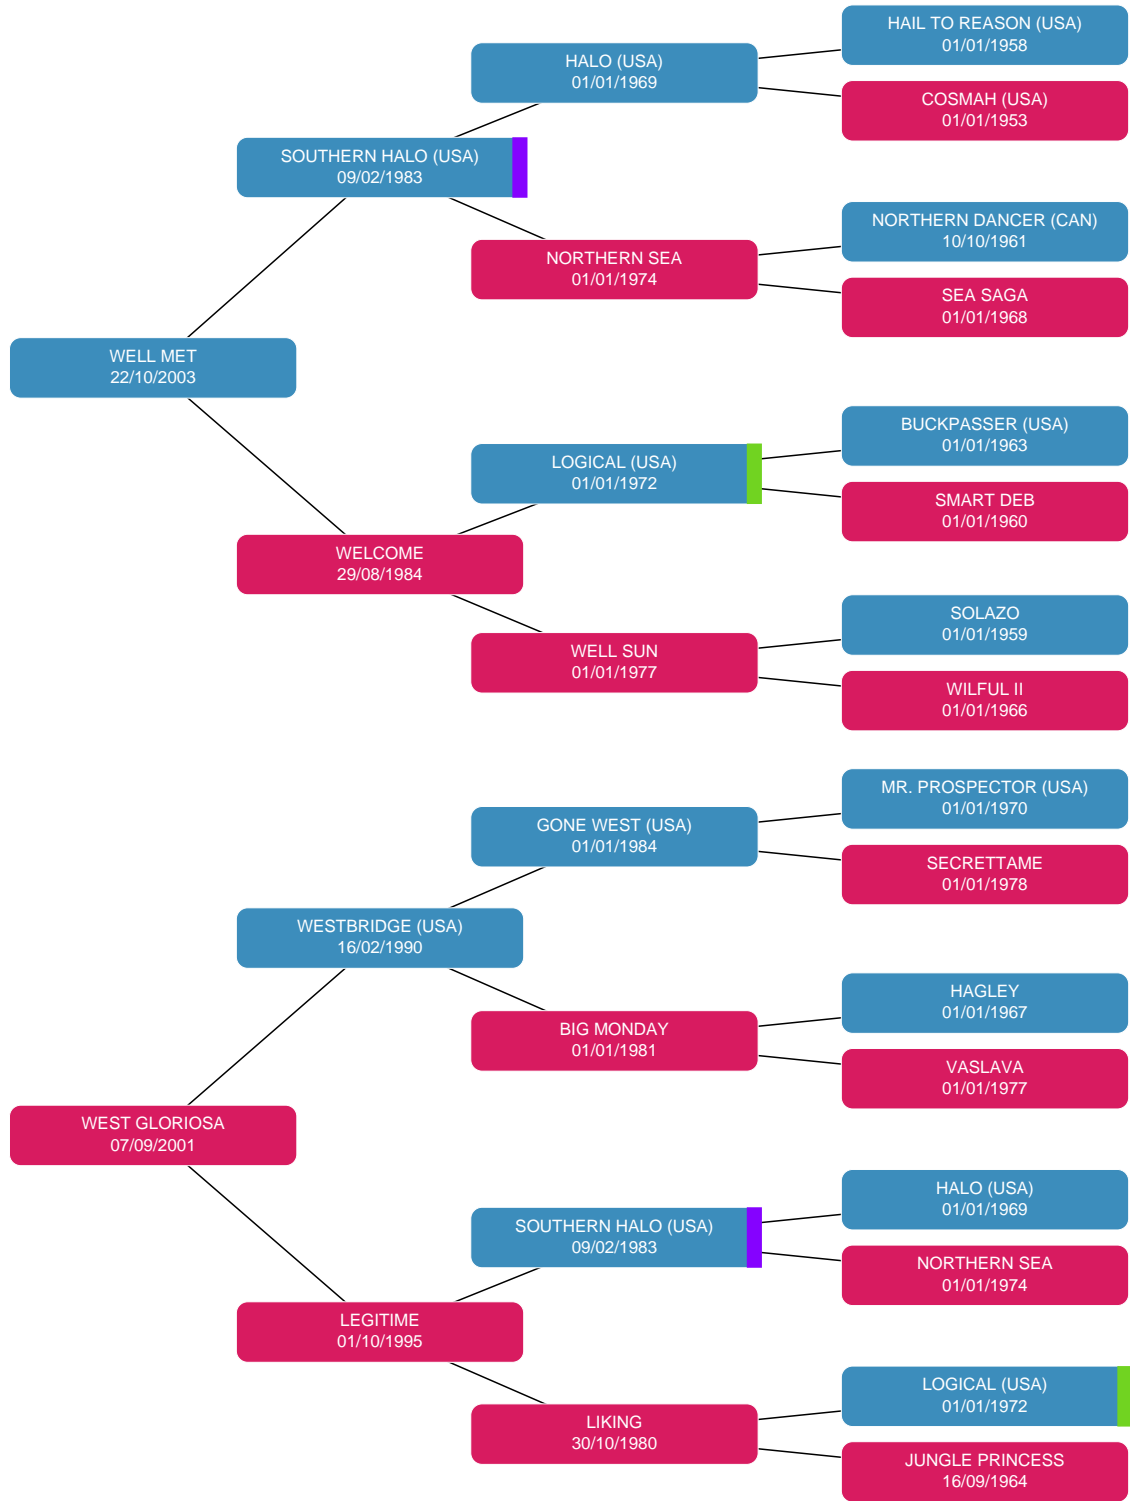 HAIL TO REASON (USA)
01/01/1958
HALO (USA)
01/01/1969
COSMAH (USA)
01/01/1953
SOUTHERN HALO (USA)
09/02/1983
NORTHERN DANCER (CAN)
10/10/1961
NORTHERN SEA
01/01/1974
SEA SAGA
01/01/1968
WELL MET
22/10/2003
BUCKPASSER (USA)
01/01/1963
LOGICAL (USA)
01/01/1972
SMART DEB
01/01/1960
WELCOME
29/08/1984
SOLAZO
01/01/1959
WELL SUN
01/01/1977
WILFUL II
01/01/1966
MR. PROSPECTOR (USA)
01/01/1970
GONE WEST (USA)
01/01/1984
SECRETTAME
01/01/1978
WESTBRIDGE (USA)
16/02/1990
HAGLEY
01/01/1967
BIG MONDAY
01/01/1981
VASLAVA
01/01/1977
WEST GLORIOSA
07/09/2001
HALO (USA)
01/01/1969
SOUTHERN HALO (USA)
09/02/1983
NORTHERN SEA
01/01/1974
LEGITIME
01/10/1995
LOGICAL (USA)
01/01/1972
LIKING
30/10/1980
JUNGLE PRINCESS
16/09/1964